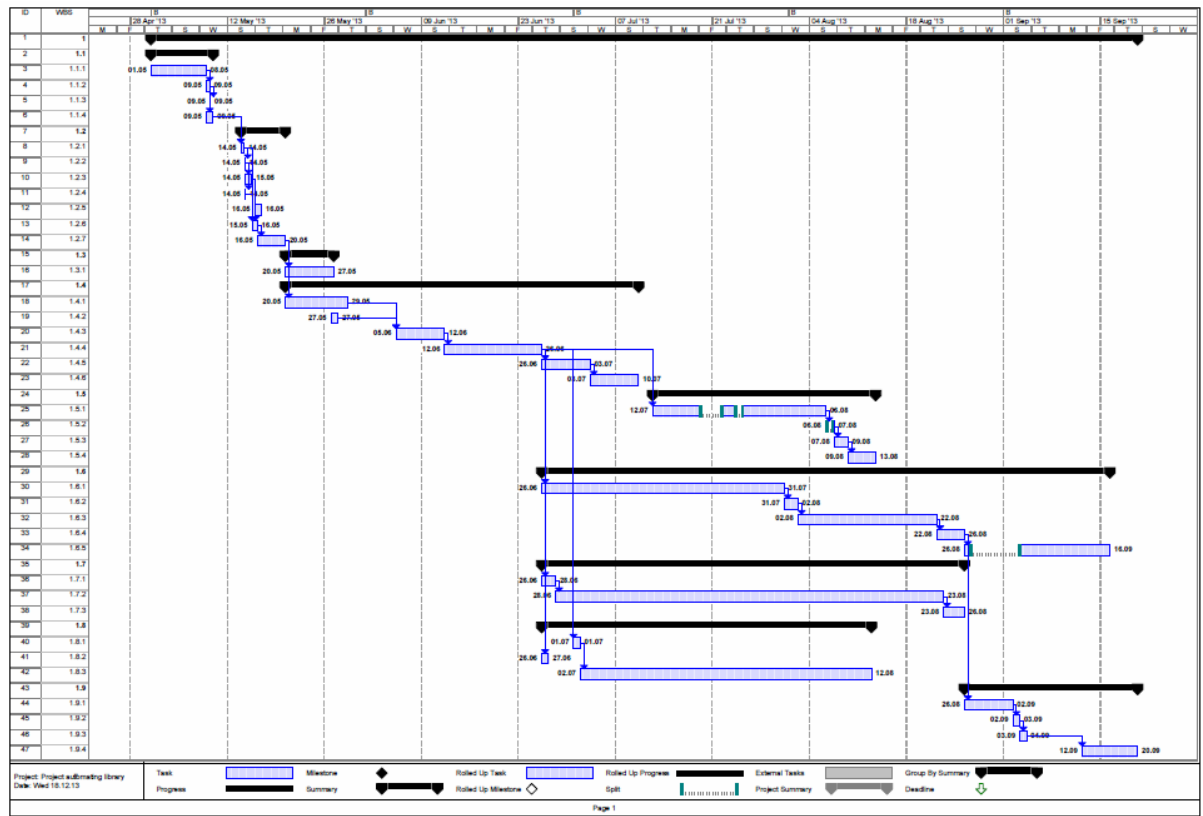 ID WBS 28 Apr '13 12 May '13 26 May '13 09 Jun '13 23 Jun '13 07 Jul '13 21 Jul '13 04 Aug '13 18 Aug '13 01 Sep '13 15 Sep '13
M F T S W S T M F T S W S T M F T S W S T M F T S W S T M F T S W
1 1
2 1.1
3 1.1.1 01.05 08.05
4 1.1.2 09.05 09.05
5 1.1.3 09.05 09.05
6 1.1.4 09.05 09.05
7 1.2
8 1.2.1 14.05 14.05
9 1.2.2 14.05 14.05
10 1.2.3 14.05 15.05
11 1.2.4 14.05
12 1.2.5 16.05 16.05
13 1.2.6 15.05 16.05
14 1.2.7 16.05 20.05
15 1.3
16 1.3.1 20.05 27.05
17 1.4
18 1.4.1 20.05 29.05
19 1.4.2 27.05 27.05
20 1.4.3 05.06 12.06
21 1.4.4 12.06 26.06
22 1.4.5 26.06 03.07
23 1.4.6 03.07 10.07
24 1.5
25 1.5.1 12.07 06.08
26 1.5.2 06.08 07.08
27 1.5.3 07.08 09.08
28 1.5.4 09.08 13.08
29 1.6
30 1.6.1 26.06 31.07
31 1.6.2 31.07 02.08
32 1.6.3 02.08 22.08
33 1.6.4 22.08 26.08
34 1.6.5 26.08 16.09
35 1.7
36 1.7.1 26.06 28.06
37 1.7.2 28.06 23.08
38 1.7.3 23.08 26.08
39 1.8
40 1.8.1 01.07 01.07
41 1.8.2 26.06 27.06
42 1.8.3 02.07 12.08
43 1.9
44 1.9.1 26.08 02.09
45 1.9.2 02.09 03.09
46 1.9.3 03.09 04.09
47 1.9.4 12.09 20.09
Project: Project automating library
Date: Wed 18.12.13
Task Milestone Rolled Up Task Rolled Up Progress External Tasks Group By Summary
Progress Summary Rolled Up Milestone Split Project Summary Deadline
Page 1